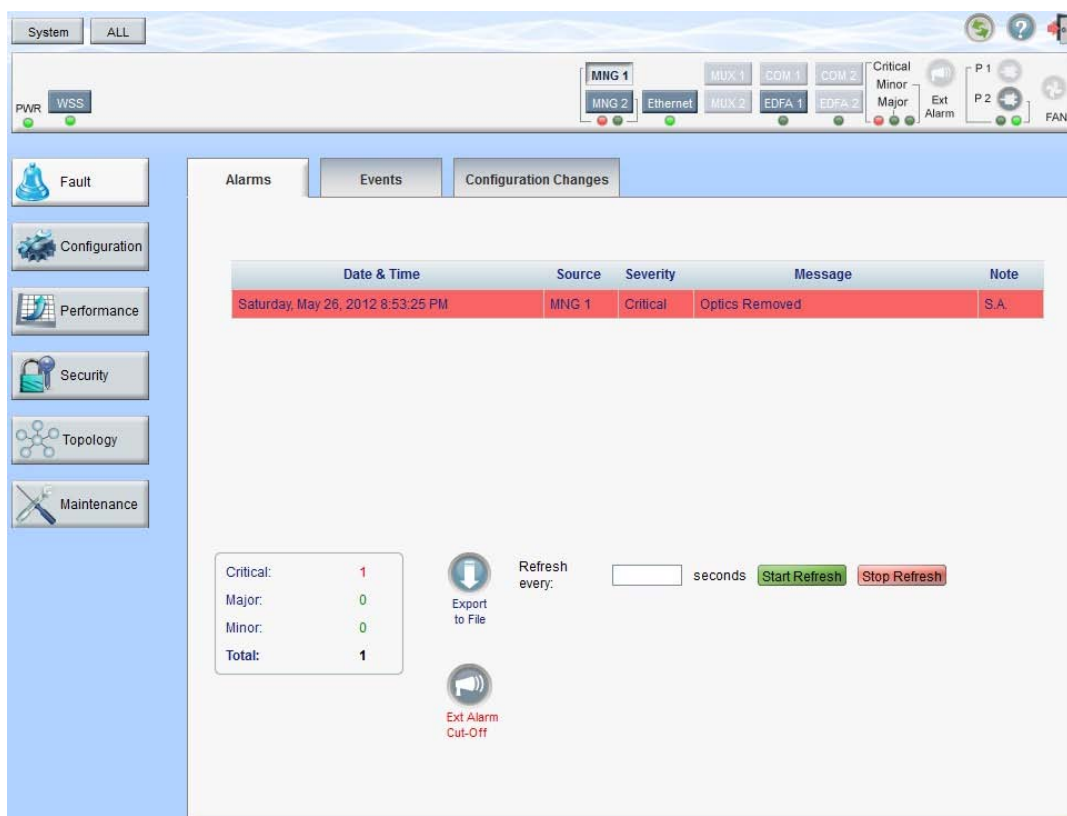 System ALL
MNG 1 MUX 1 COM 1 COM 2 Critical P 1
Minor
PWR WSS MNG 2 Ethernet MUX 2 EDFA 1 EDFA 2 Major Ext P 2
Alarm FAN
Fault
Configuration
Performance
Security
Topology
Maintenance
Alarms Events Configuration Changes
Date & Time Source Severity Message Note
Saturday, May 26, 2012 8:53:25 PM MNG 1 Critical Optics Removed S.A.
Critical: 1
Major: 0
Minor: 0
Total: 1
Export
to File
Ext Alarm
Cut-Off
Refresh
every: seconds Start Refresh Stop Refresh